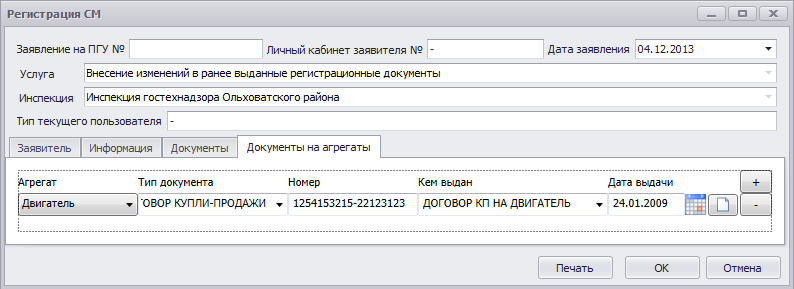 Регистрация СМ
Заявление на ПГУ № Личный кабинет заявителя № - Дата заявления 04.12.2013
Услуга Внесение изменений в ранее выданные регистрационные документы
Инспекция Инспекция гостехнадзора Ольховатского района
Тип текущего пользователя -
Заявитель Информация Документы Документы на агрегаты
Агрегат Тип документа Номер Кем выдан Дата выдачи +
Двигатель ОВОР КУПЛИ-ПРОДАЖИ 1254153215-22123123 ДОГОВОР КП НА ДВИГАТЕЛЬ 24.01.2009 -
Печать OK Отмена